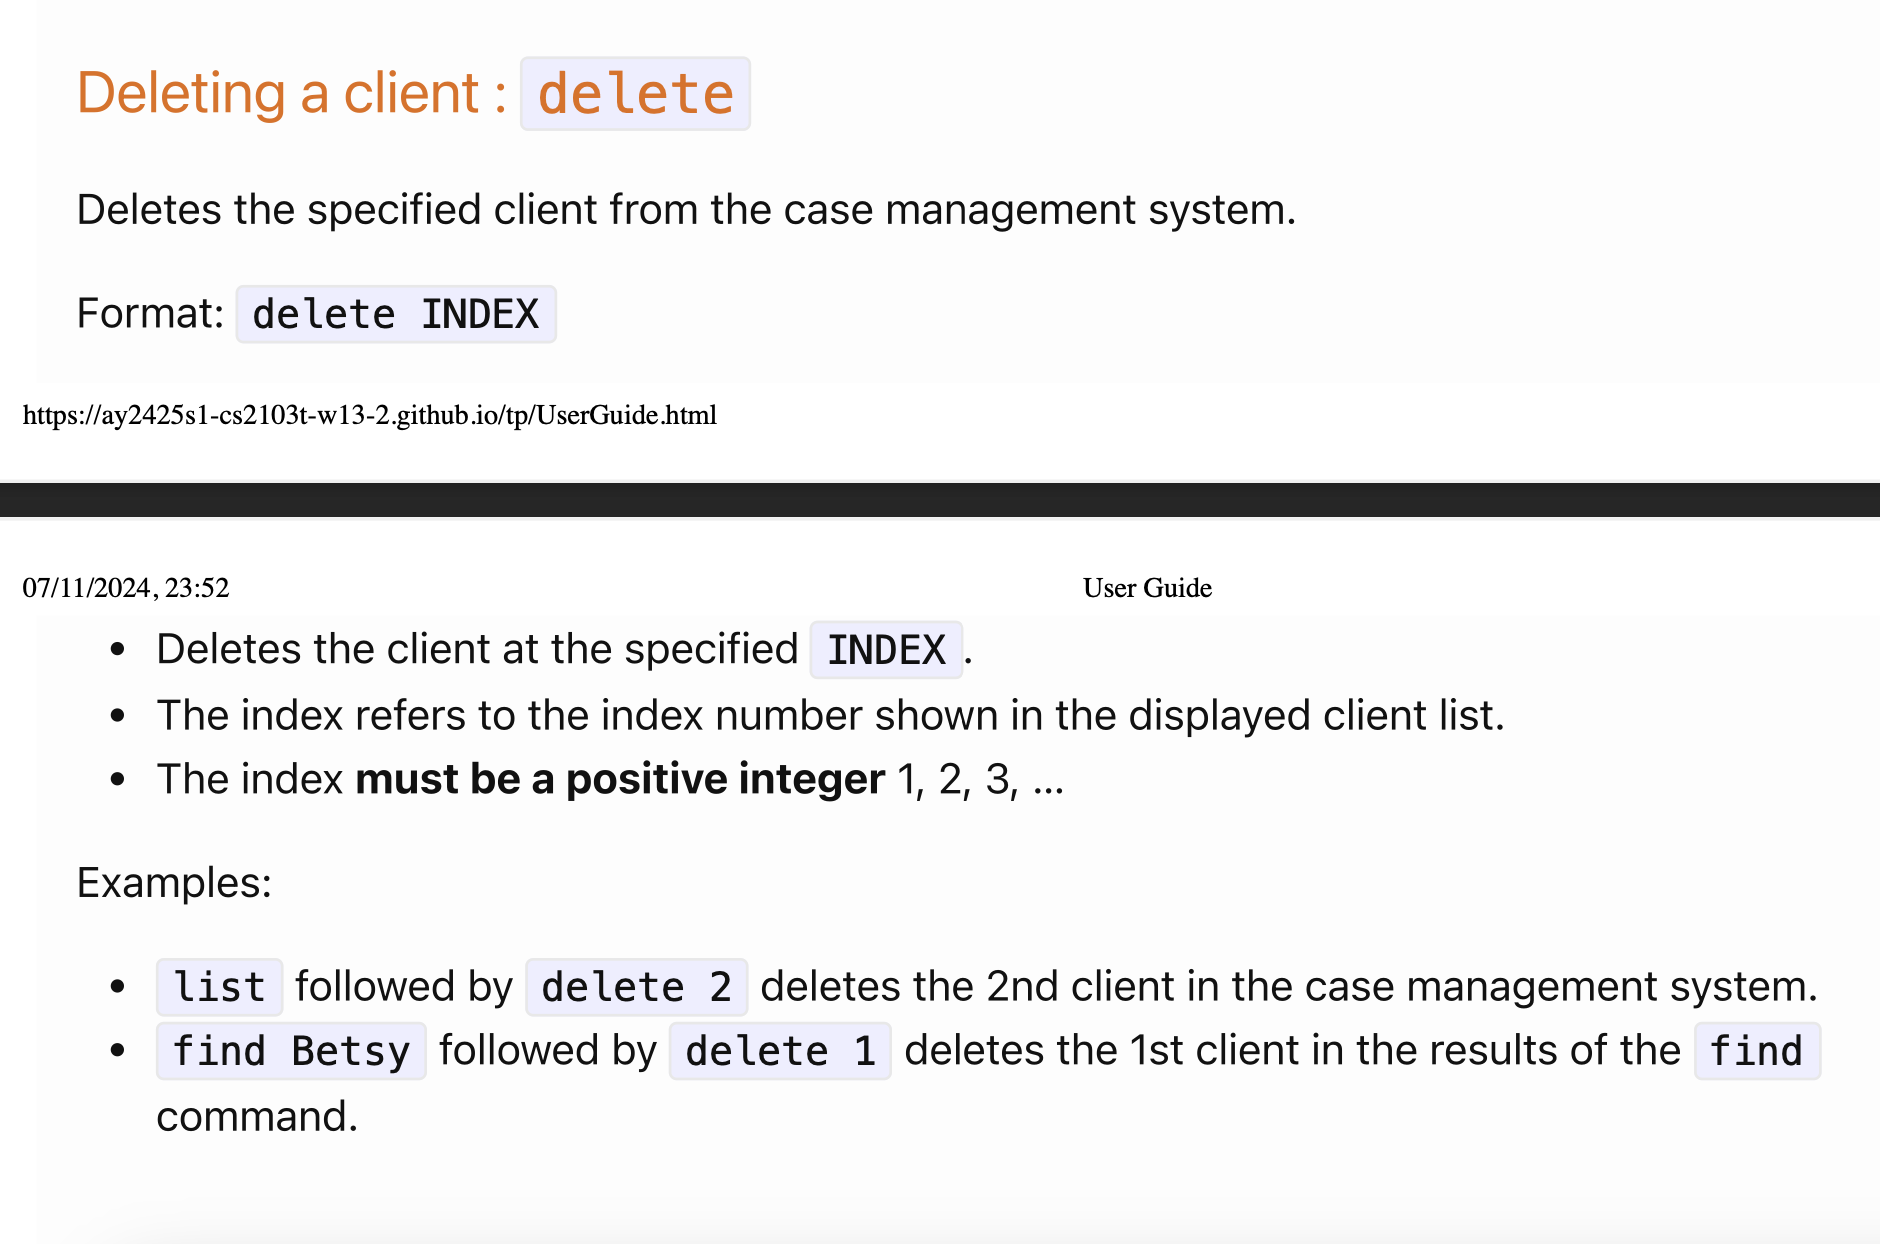 Deleting a client : delete
Deletes the specified client from the case management system.
Format: delete INDEX
https://ay2425s1-cs2103t-w13-2.github.io/tp/UserGuide.html
07/11/2024, 23:52 User Guide
• Deletes the client at the specified INDEX.
• The index refers to the index number shown in the displayed client list.
• The index must be a positive integer 1, 2, 3, ...
Examples:
• list followed by delete 2 deletes the 2nd client in the case management system.
• find Betsy followed by delete 1 deletes the 1st client in the results of the find
command.